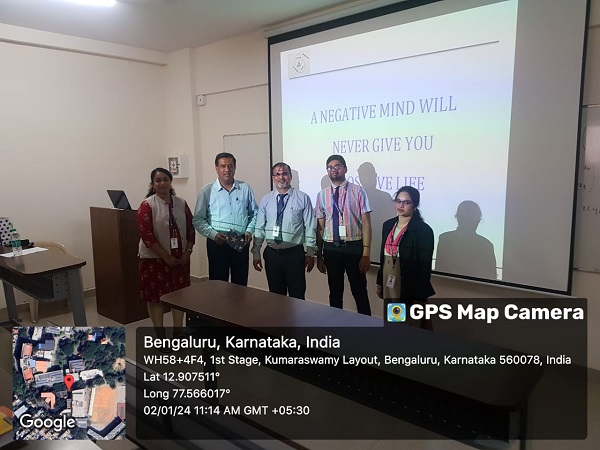 A NEGATIVE MIND WILL
NEVER GIVE YOU
LIFE
GPS Map Camera
Bengaluru, Karnataka, India
WH58+4F4, 1st Stage, Kumaraswamy Layout, Bengaluru, Karnataka 560078, India
Lat 12.907511°
Long 77.566017°
02/01/24 11:14 AM GMT +05:30
Google